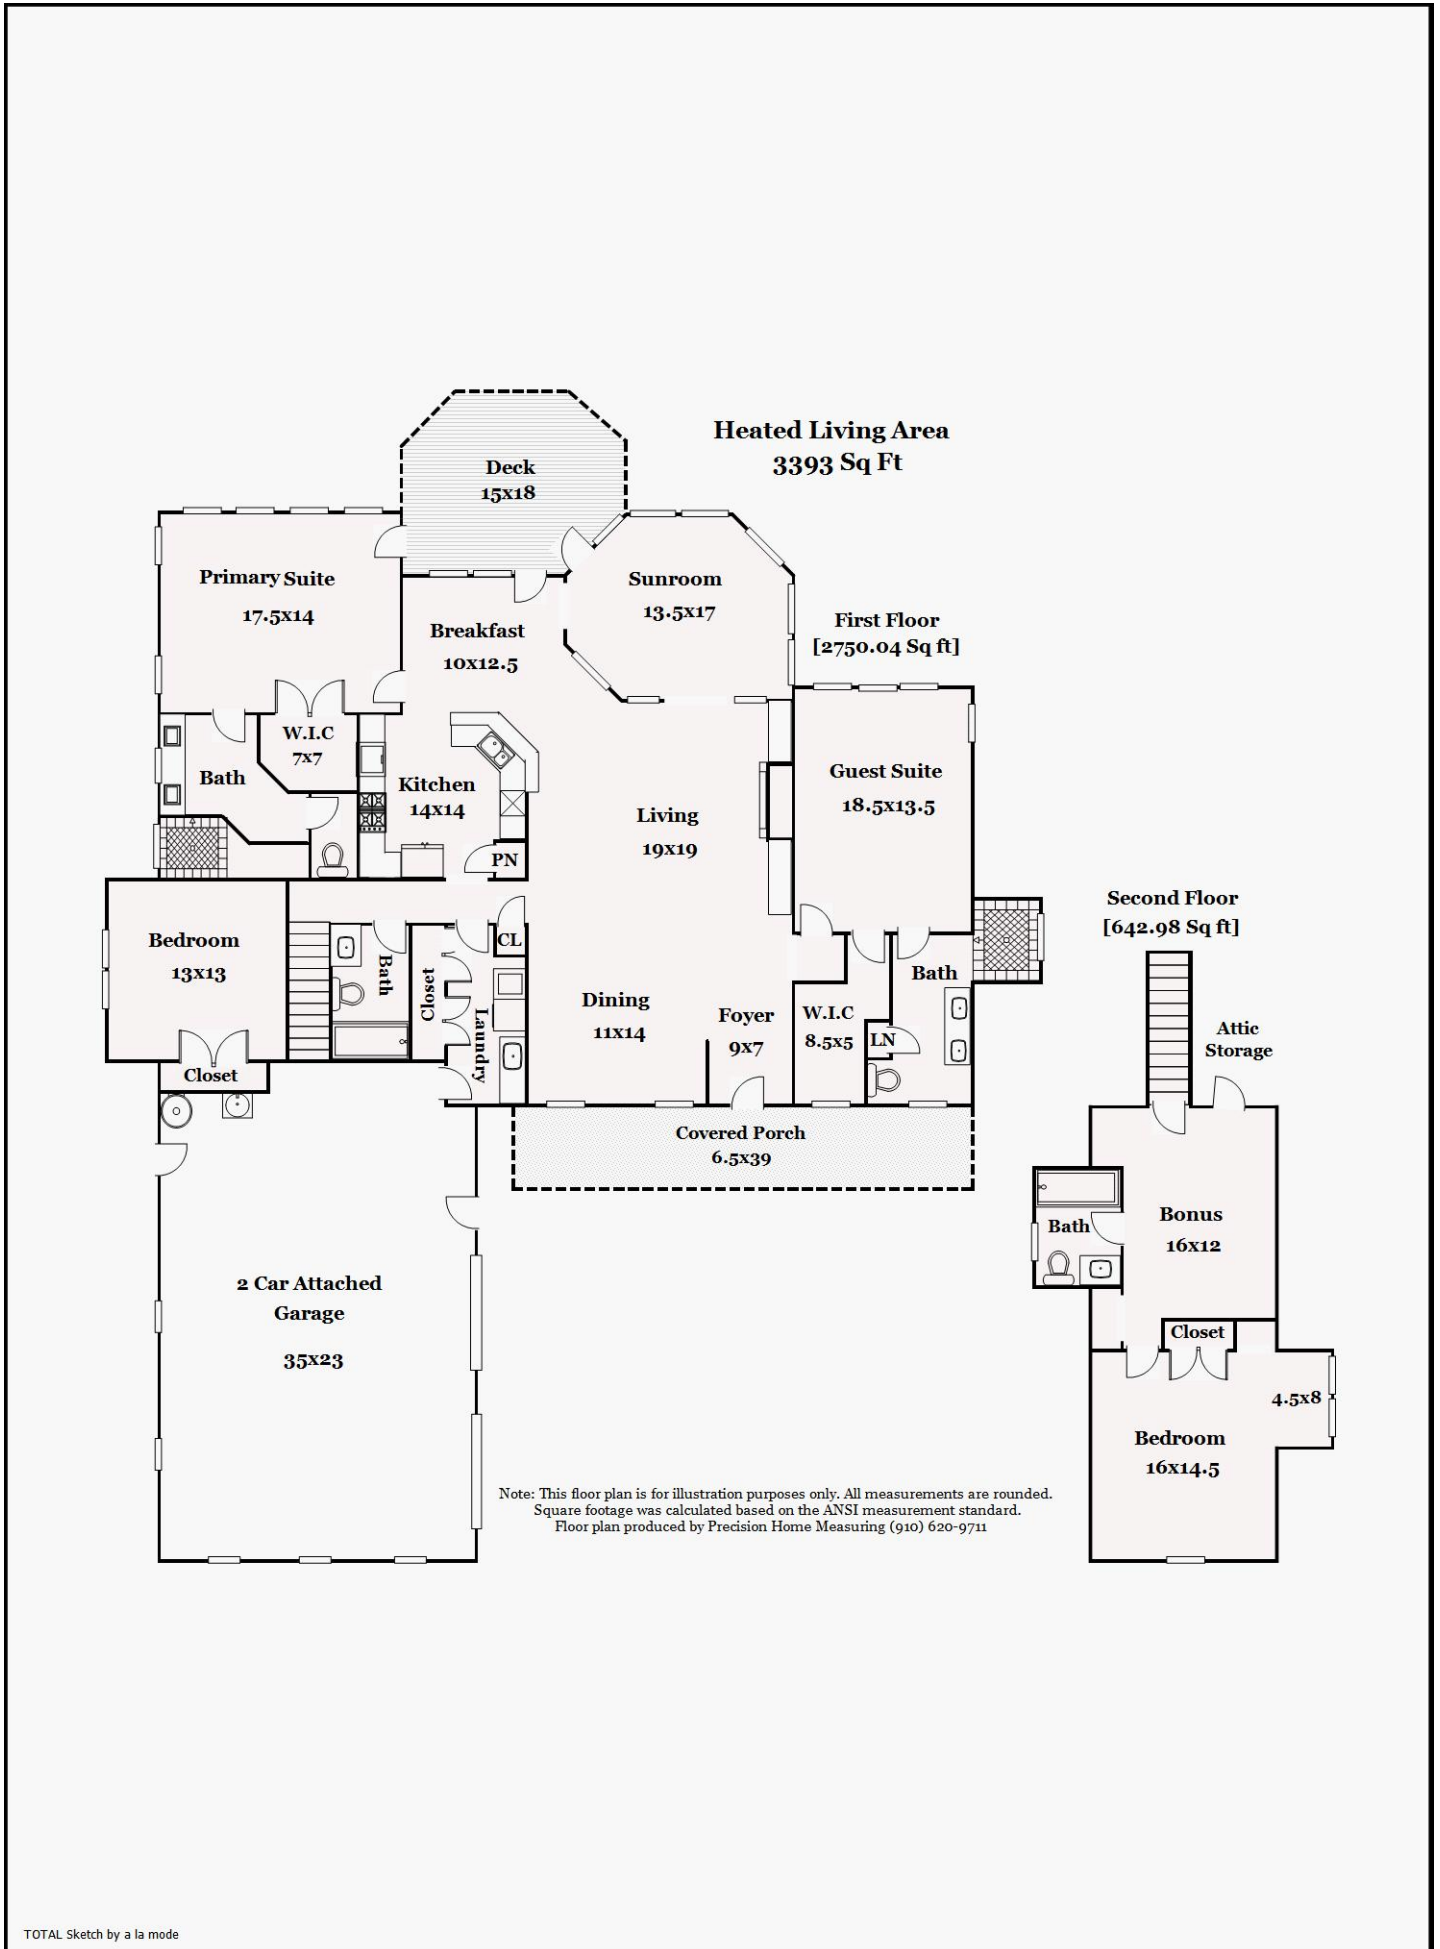 Heated Living Area
3393 Sq Ft
Deck
15x18
Primary Suite
17.5x14
Sunroom
13.5x17
Breakfast
10x12.5
First Floor
[2750.04 Sq ft]
W.I.C
7x7
Bath
Kitchen
14x14
Guest Suite
18.5x13.5
Living
19x19
PN
Bedroom
13x13
CL
Bath
Closet
Laundry
Closet
Dining
11x14
Foyer
9x7
W.I.C
8.5x5
Bath
LN
Covered Porch
6.5x39
2 Car Attached
Garage
35x23
Second Floor
[642.98 Sq ft]
Attic
Storage
Bath
Bonus
16x12
Closet
4.5x8
Bedroom
16x14.5
Note: This floor plan is for illustration purposes only. All measurements are rounded.
Square footage was calculated based on the ANSI measurement standard.
Floor plan produced by Precision Home Measuring (910) 620-9711
TOTAL Sketch by a la mode